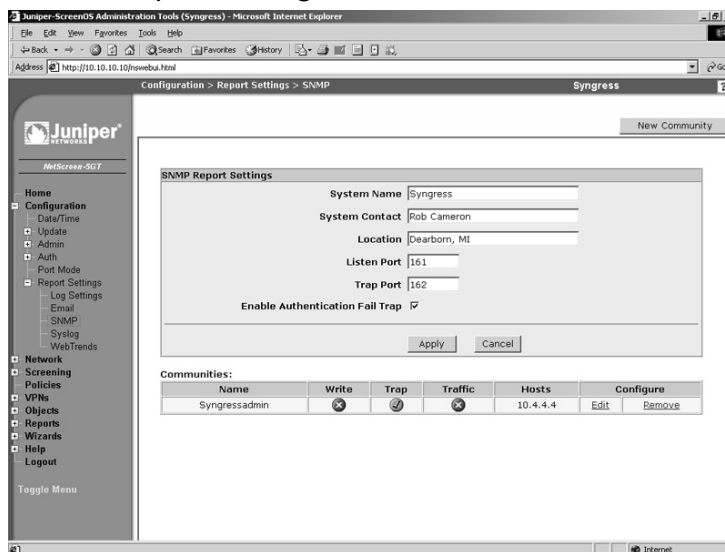 Juniper-ScreenOS Administration Tools (Syngress) - Microsoft Internet Explorer
File Edit View Favorites Tools Help
Back Search Favorites History
Address http://10.10.10.10/nswebui.html Go
Configuration > Report Settings > SNMP Syngress ?
New Community
Juniper
NETWORKS
NetScreen-5GT
Home
Configuration
Date/Time
Update
Admin
Auth
Port Mode
Report Settings
Log Settings
Email
SNMP
Syslog
WebTrends
Network
Screening
Policies
VPNs
Objects
Reports
Wizards
Help
Logout
Toggle Menu
SNMP Report Settings
System Name Syngress
System Contact Rob Cameron
Location Dearborn, MI
Listen Port 161
Trap Port 162
Enable Authentication Fail Trap
Apply Cancel
Communities:
Name Write Trap Traffic Hosts Configure
Syngressadmin 10.4.4.4 Edit Remove
Internet